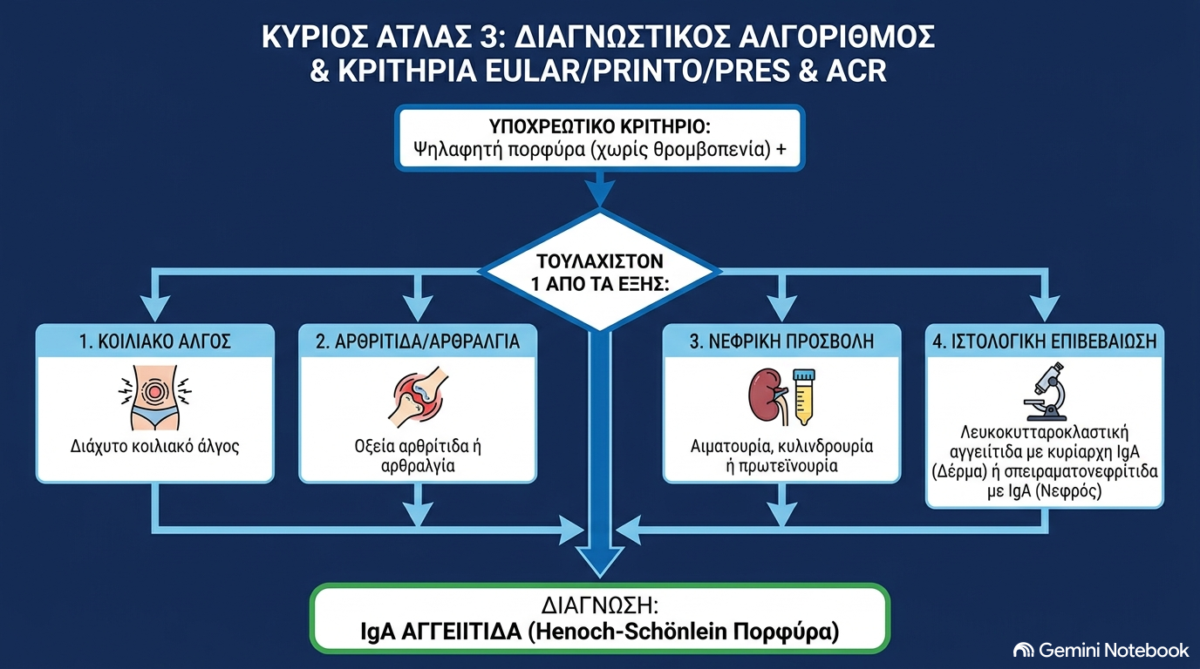 ΚΥΡΙΟΣ ΑΤΛΑΣ 3: ΔΙΑΓΝΩΣΤΙΚΟΣ ΑΛΓΟΡΙΘΜΟΣ
& ΚΡΙΤΗΡΙΑ EULAR/PRINTO/PRES & ACR
ΥΠΟΧΡΕΩΤΙΚΟ ΚΡΙΤΗΡΙΟ:
Ψηλαφητή πορφύρα (χωρίς θρομβοπενία) +
ΤΟΥΛΑΧΙΣΤΟΝ
1 ΑΠΟ ΤΑ ΕΞΗΣ:
1. ΚΟΙΛΙΑΚΟ ΑΛΓΟΣ
Διάχυτο κοιλιακό άλγος
2. ΑΡΘΡΙΤΙΔΑ/ΑΡΘΡΑΛΓΙΑ
Οξεία αρθρίτιδα ή
αρθραλγία
3. ΝΕΦΡΙΚΗ ΠΡΟΣΒΟΛΗ
Αιματουρία, κυλινδρουρία
ή πρωτεϊνουρία
4. ΙΣΤΟΛΟΓΙΚΗ ΕΠΙΒΕΒΑΙΩΣΗ
Λευκοκυτταροκλαστική
αγγειίτιδα με κυρίαρχη IgA
(Δέρμα) ή σπειραματονεφρίτιδα
με IgA (Νεφρός)
ΔΙΑΓΝΩΣΗ:
IgA ΑΓΓΕΙΙΤΙΔΑ (Henoch-Schönlein Πορφύρα)
Gemini Notebook